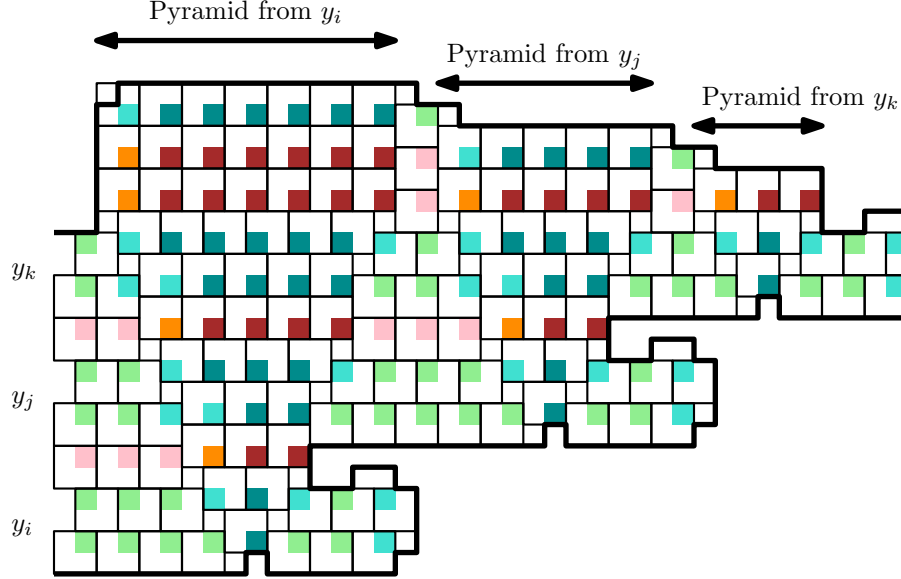 Pyramid from y_i
Pyramid from y_j
Pyramid from y_k
y_k
y_j
y_i